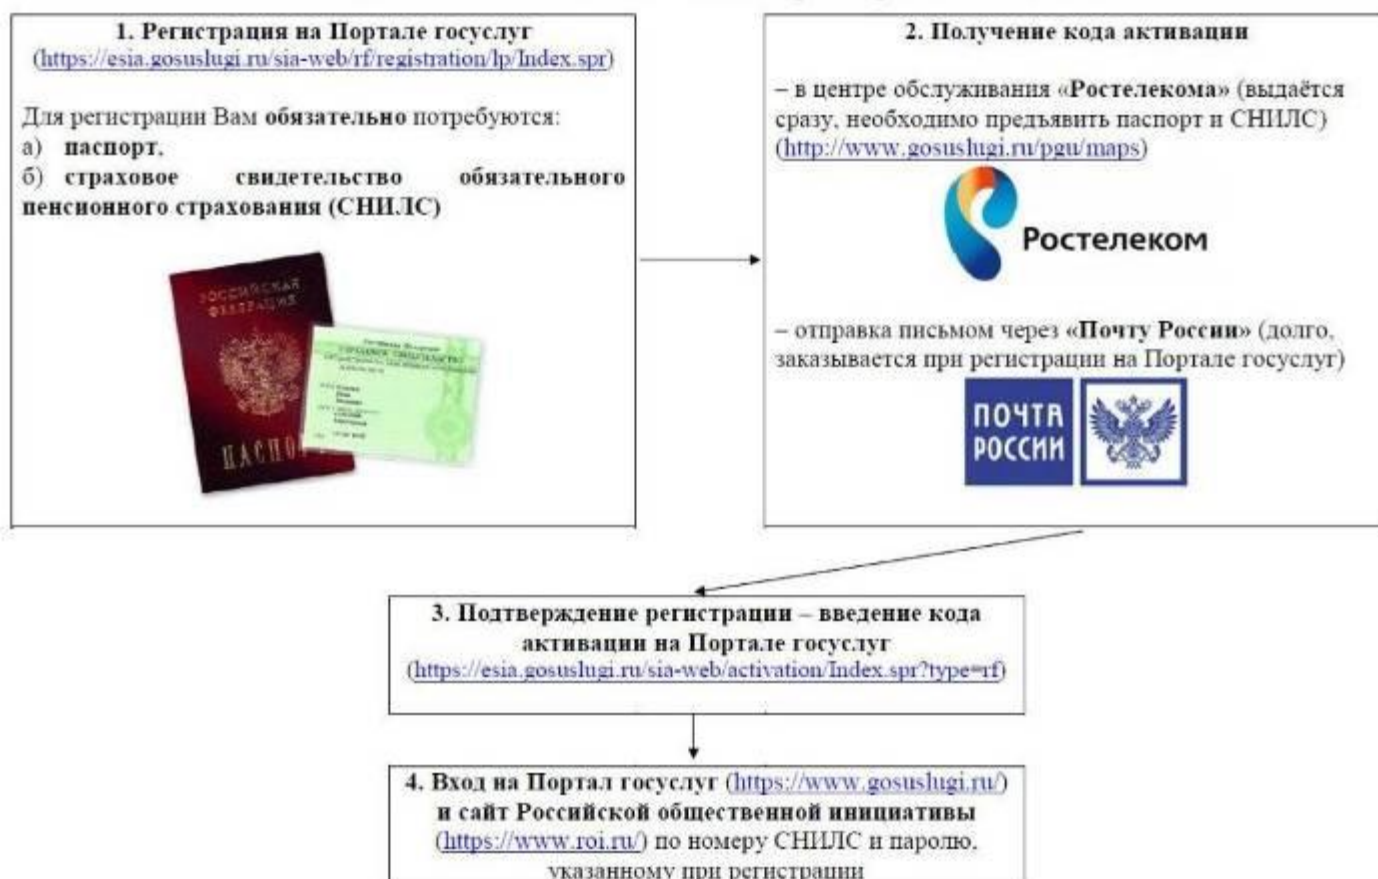 1. Регистрация на Портале госуслуг
(https://esia.gosuslugi.ru/sia-web/rf/registration/lp/Index.spr)
Для регистрации Вам обязательно потребуются:
а) паспорт,
б) страховое свидетельство обязательного
пенсионного страхования (СНИЛС)
РОССИЙСКАЯ
ФЕДЕРАЦИЯ
2. Получение кода активации
– в центре обслуживания «Ростелекома» (выдаётся
сразу, необходимо предъявить паспорт и СНИЛС)
(http://www.gosuslugi.ru/pgu/maps)
Ростелеком
– отправка письмом через «Почту России» (долго,
заказывается при регистрации на Портале госуслуг)
ПОЧТА
РОССИИ
3. Подтверждение регистрации – введение кода
активации на Портале госуслуг
(https://esia.gosuslugi.ru/sia-web/activation/Index.spr?type=rf)
4. Вход на Портал госуслуг (https://www.gosuslugi.ru/)
и сайт Российской общественной инициативы
(https://www.roi.ru/) по номеру СНИЛС и паролю,
указанному при регистрации